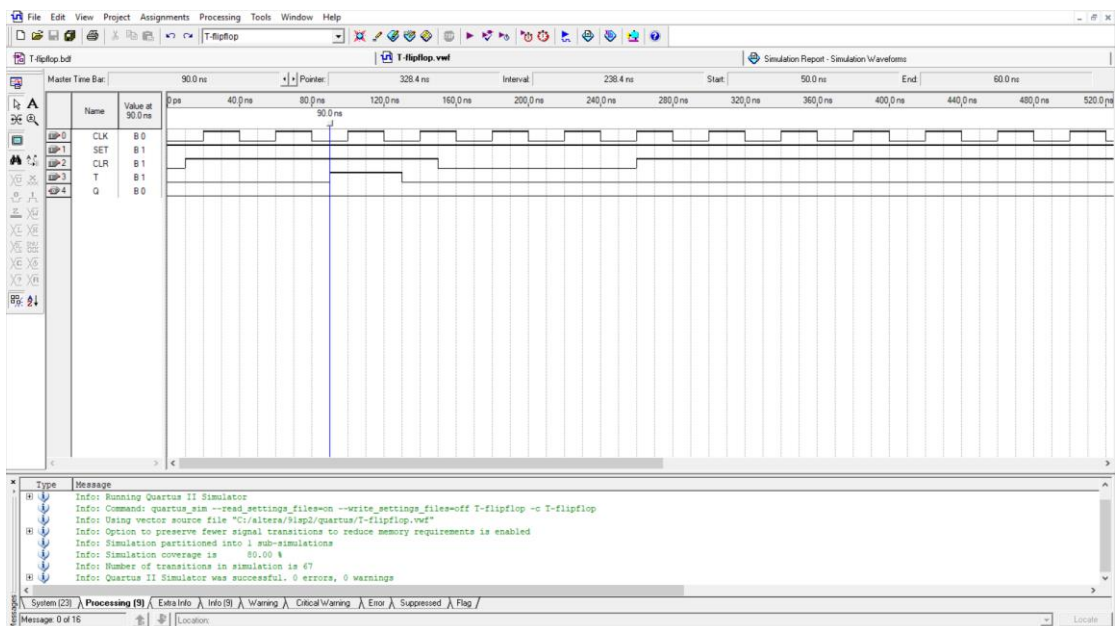 File Edit View Project Assignments Processing Tools Window Help
T-flipflop
T-flipflop.bdf T-flipflop.vwf Simulation Report - Simulation Waveforms
Master Time Bar: 90.0 ns Pointer: 328.4 ns Interval: 238.4 ns Start: 50.0 ns End: 60.0 ns
Name Value at 90.0 ns
0 ps 40.0 ns 80.0 ns 120.0 ns 160.0 ns 200.0 ns 240.0 ns 280.0 ns 320.0 ns 360.0 ns 400.0 ns 440.0 ns 480.0 ns 520.0 ns
90.0 ns
0 CLK B 0
1 SET B 1
2 CLR B 1
3 T B 1
4 Q B 0
Type Message
Info: Running Quartus II Simulator
Info: Command: quartus_sim --read_settings_files=on --write_settings_files=off T-flipflop -c T-flipflop
Info: Using vector source file "C:/altera/91sp2/quartus/T-flipflop.vwf"
Info: Option to preserve fewer signal transitions to reduce memory requirements is enabled
Info: Simulation partitioned into 1 sub-simulations
Info: Simulation coverage is 80.00 %
Info: Number of transitions in simulation is 67
Info: Quartus II Simulator was successful. 0 errors, 0 warnings
System (23) Processing (9) Extra Info Info (9) Warning Critical Warning Error Suppressed Flag
Messages
Message: 0 of 16 Location: Locate